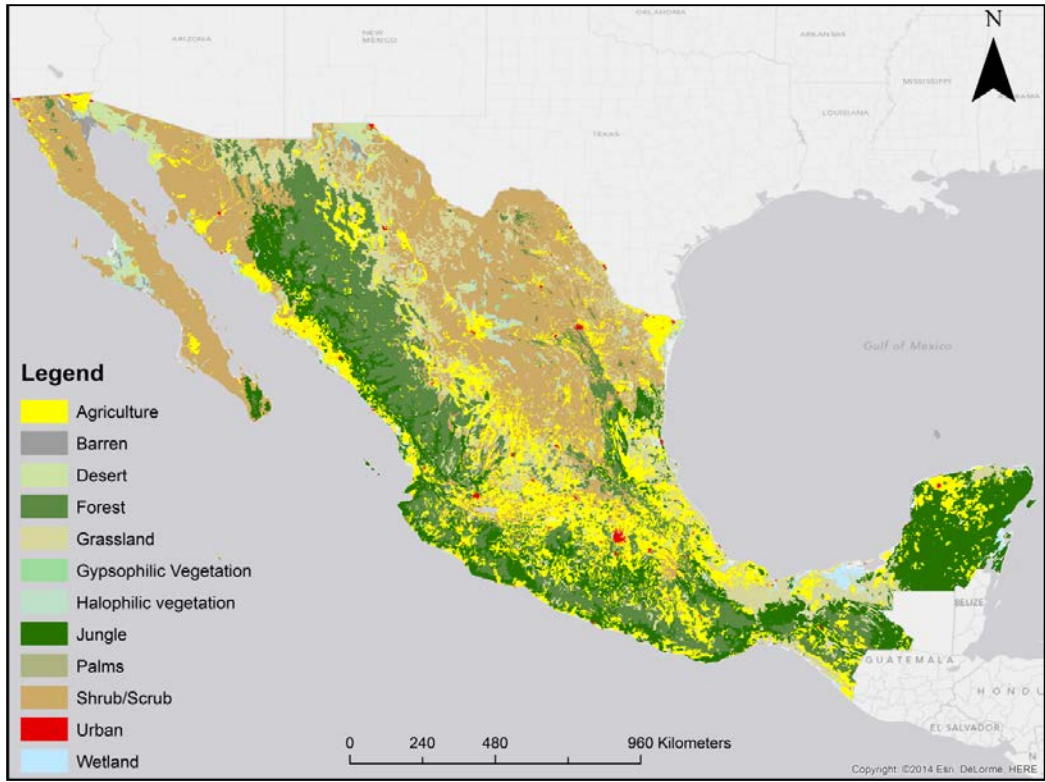 OKLAHOMA
N
ARIZONA
NEW
MEXICO
ARKANSAS
MISSISSIPPI
ALABAMA
TEXAS
LOUISIANA
Gulf of Mexico
Legend
Agriculture
Barren
Desert
Forest
Grassland
Gypsophilic Vegetation
Halophilic vegetation
Jungle
Palms
Shrub/Scrub
Urban
Wetland
BELIZE
GUATEMALA
HONDU
EL SALVADOR
0 240 480 960 Kilometers
Copyright: ©2014 Esri, DeLorme, HERE